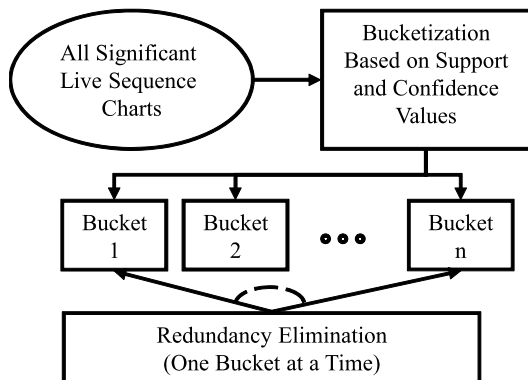 All Significant
Live Sequence
Charts
Bucketization
Based on Support
and Confidence
Values
Bucket
1
Bucket
2
Bucket
n
Redundancy Elimination
(One Bucket at a Time)